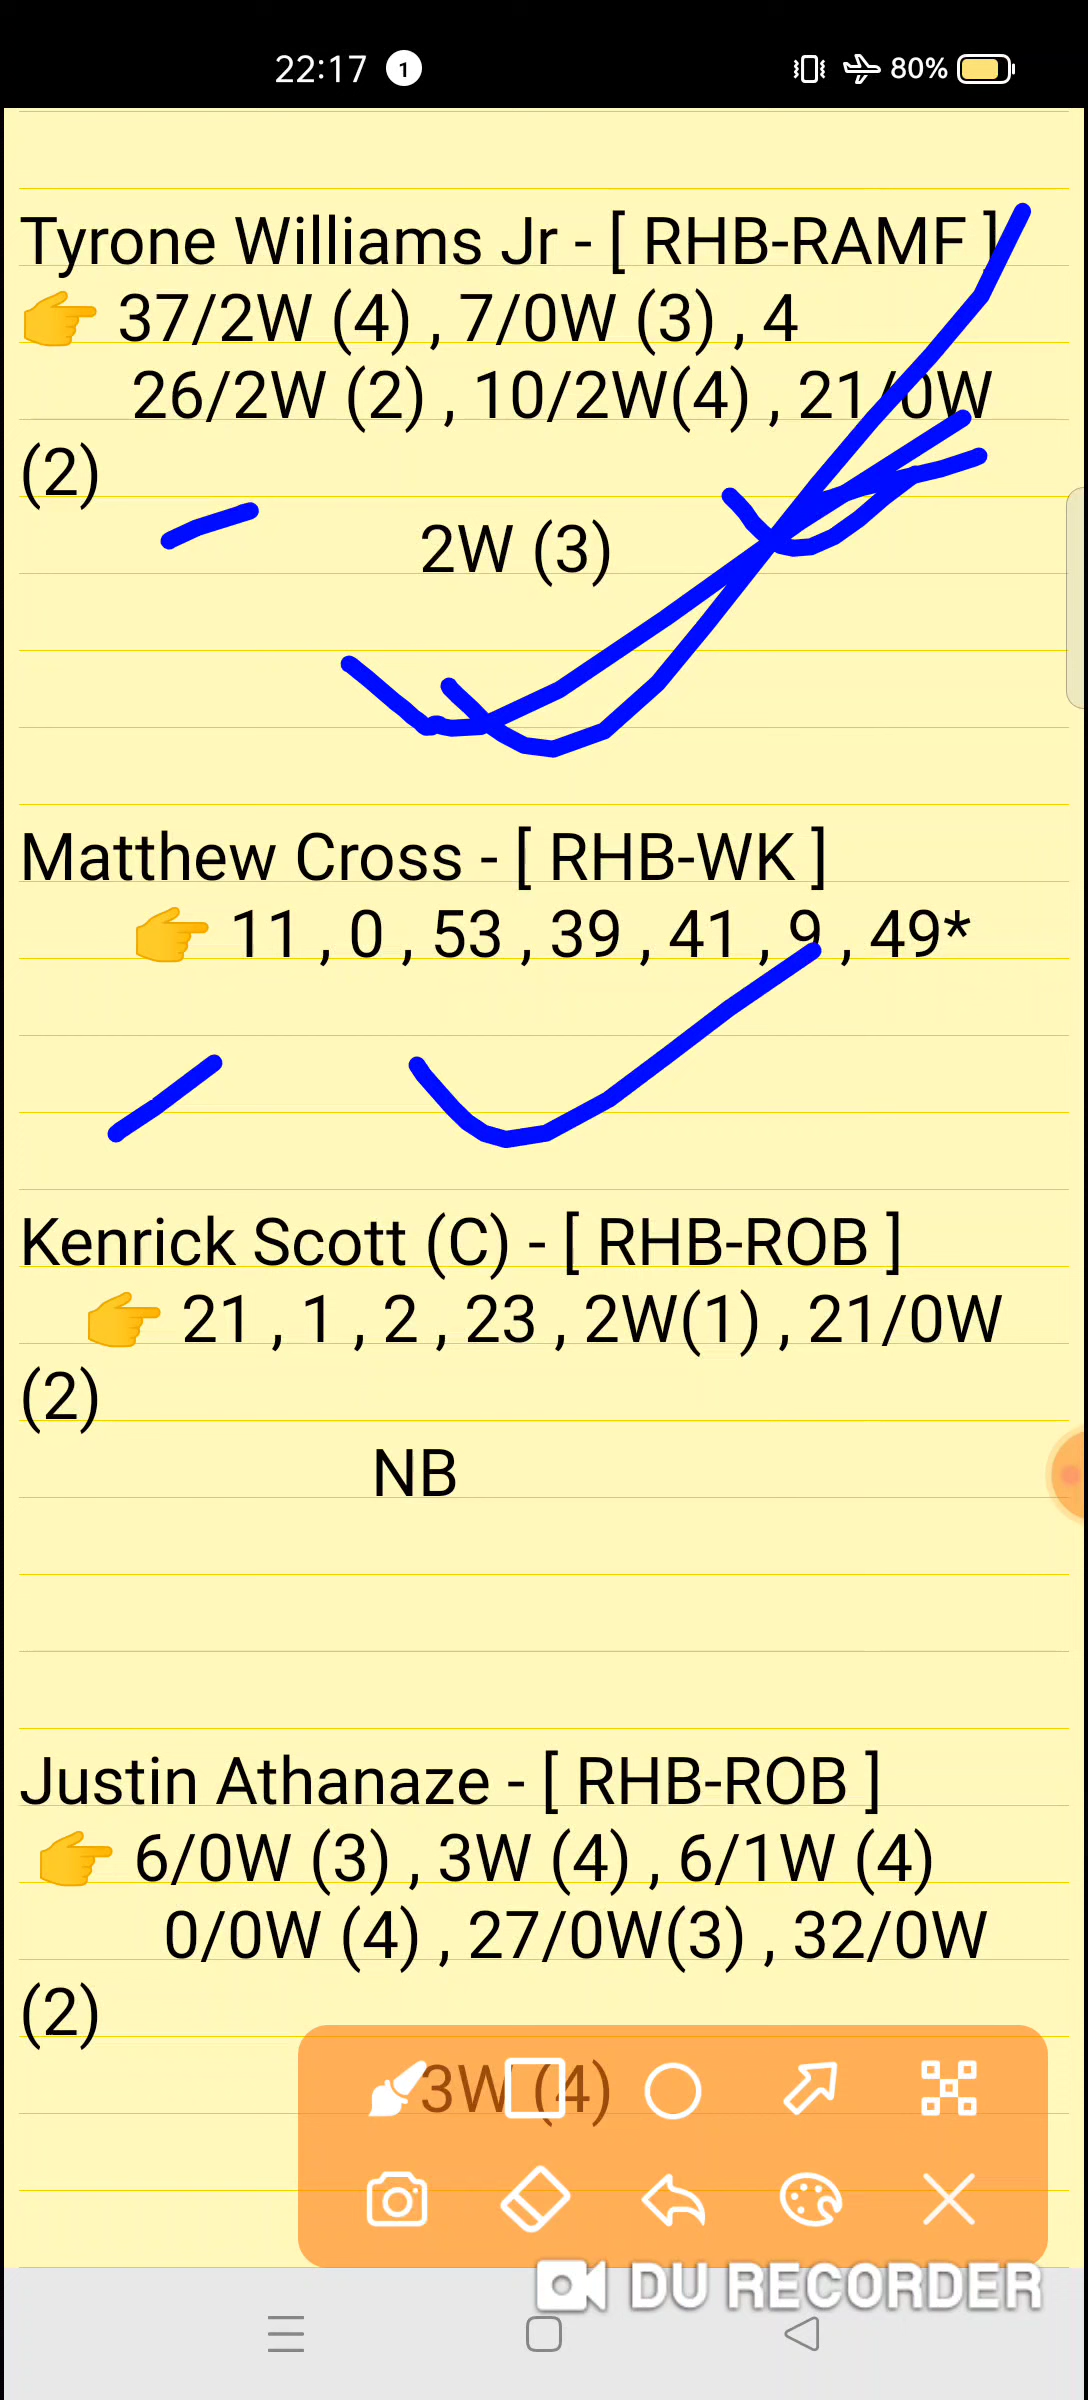 22:17 1 80%
Tyrone Williams Jr - [ RHB-RAMF ]
👉 37/2W (4) , 7/0W (3) , 4
26/2W (2) , 10/2W(4) , 21/0W
(2)
2W (3)
Matthew Cross - [ RHB-WK ]
👉 11 , 0 , 53 , 39 , 41 , 9 , 49*
Kenrick Scott (C) - [ RHB-ROB ]
👉 21 , 1 , 2 , 23 , 2W(1) , 21/0W
(2)
NB
Justin Athanaze - [ RHB-ROB ]
👉 6/0W (3) , 3W (4) , 6/1W (4)
0/0W (4) , 27/0W(3) , 32/0W
(2)
3W (4)
DU RECORDER